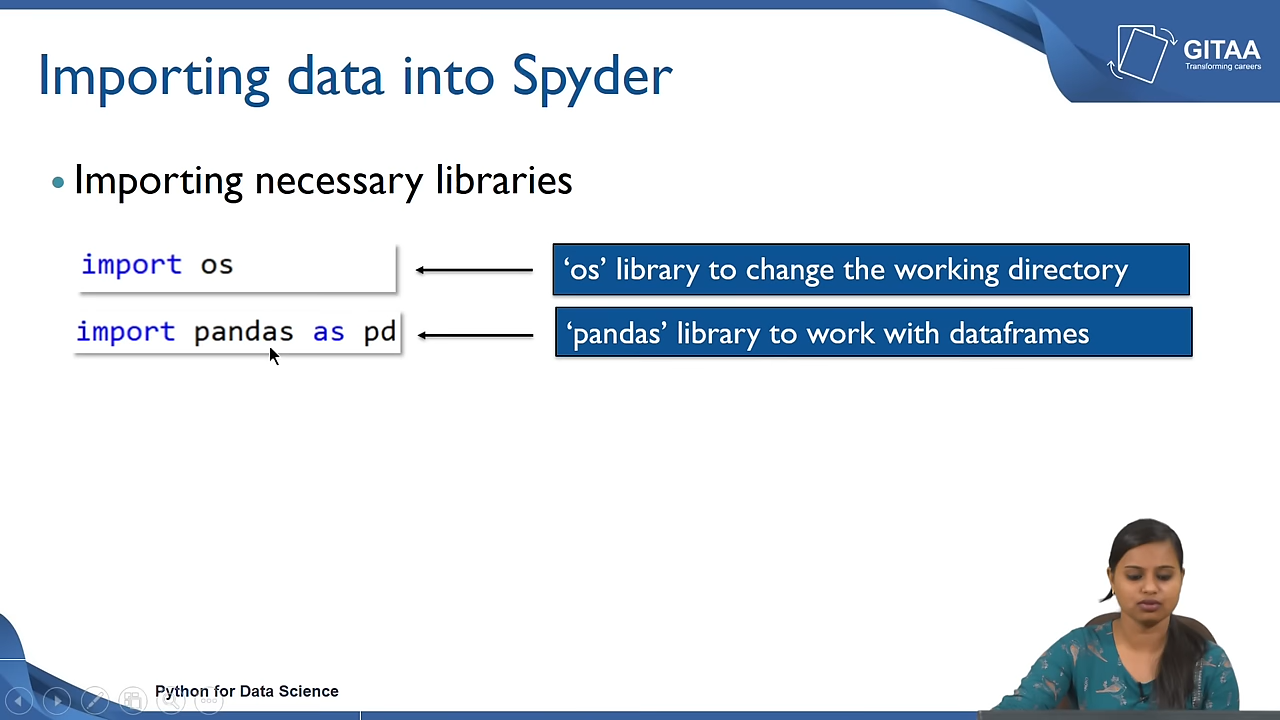 GITAA
Transforming careers
Importing data into Spyder
• Importing necessary libraries
import os
‘os’ library to change the working directory
import pandas as pd
‘pandas’ library to work with dataframes
Python for Data Science